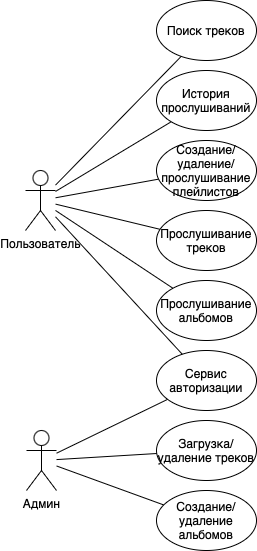 Поиск треков
История
прослушиваний
Создание/
удаление/
прослушивание
плейлистов
Пользователь
Прослушивание
треков
Прослушивание
альбомов
Сервис
авторизации
Загрузка/
удаление треков
Админ
Создание/
удаление
альбомов